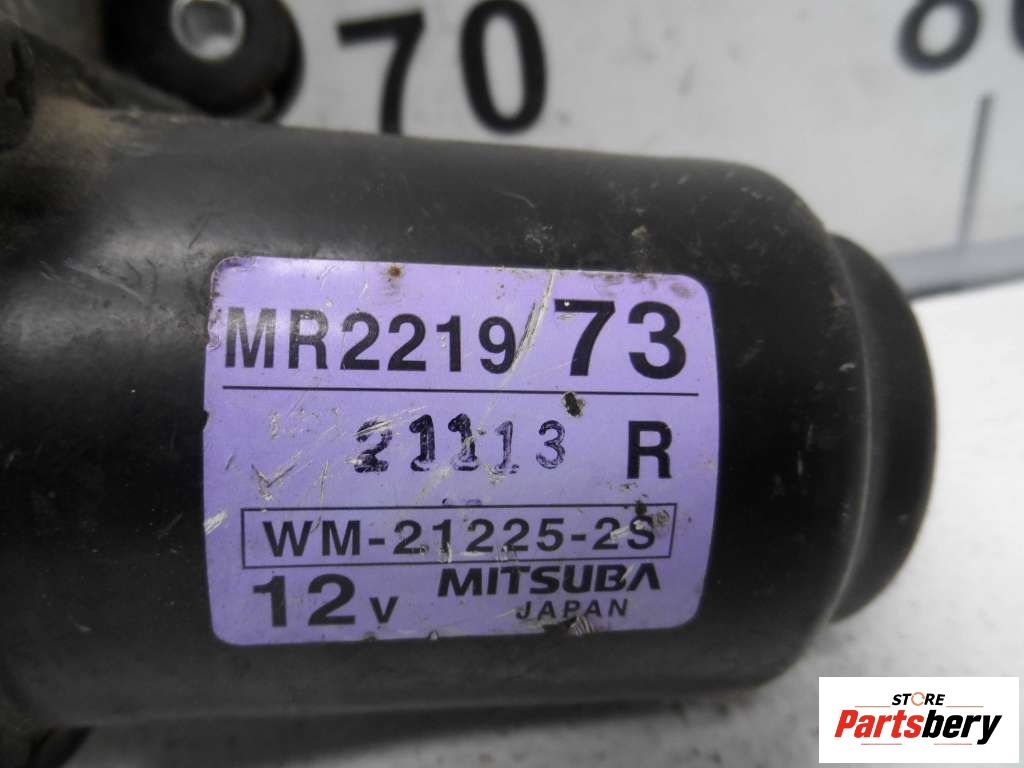 70
MR2219 73
21113 R
WM-21225-2S
12V MITSUBA
JAPAN
STORE
Partsbery